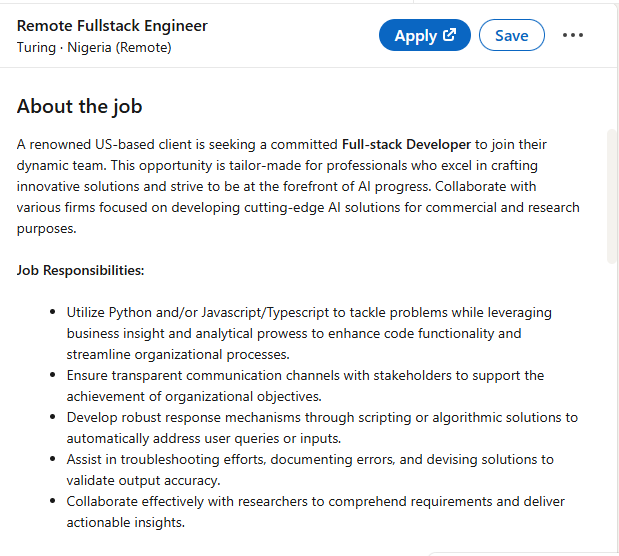 Remote Fullstack Engineer
Turing · Nigeria (Remote)
Apply
Save
About the job
A renowned US-based client is seeking a committed Full-stack Developer to join their
dynamic team. This opportunity is tailor-made for professionals who excel in crafting
innovative solutions and strive to be at the forefront of AI progress. Collaborate with
various firms focused on developing cutting-edge AI solutions for commercial and research
purposes.
Job Responsibilities:
• Utilize Python and/or Javascript/Typescript to tackle problems while leveraging
business insight and analytical prowess to enhance code functionality and
streamline organizational processes.
• Ensure transparent communication channels with stakeholders to support the
achievement of organizational objectives.
• Develop robust response mechanisms through scripting or algorithmic solutions to
automatically address user queries or inputs.
• Assist in troubleshooting efforts, documenting errors, and devising solutions to
validate output accuracy.
• Collaborate effectively with researchers to comprehend requirements and deliver
actionable insights.